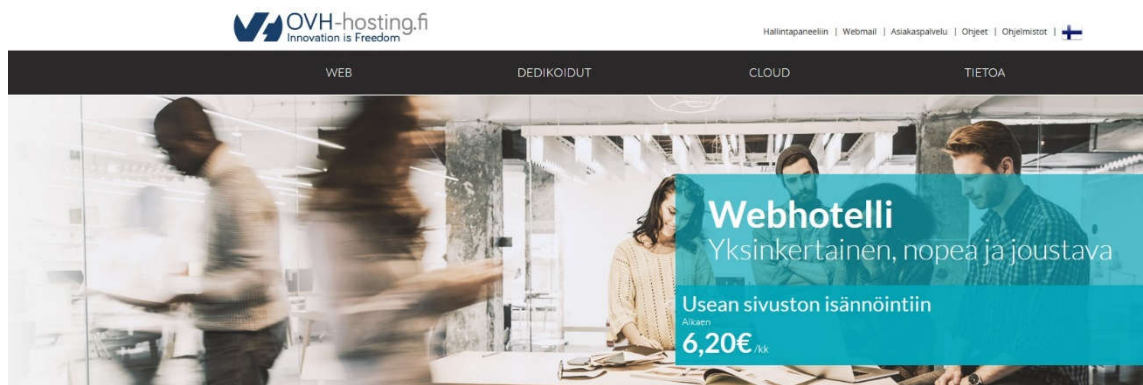 OVH-hosting.fi
Innovation is Freedom
Hallintapaneeliin | Webmail | Asiakaspalvelu | Ohjeet | Ohjelmistot |
WEB DEDIKOIDUT CLOUD TIETOA
Webhotelli
Yksinkertainen, nopea ja joustava
Usean sivuston isännöintiin
Alkaen
6,20€/kk